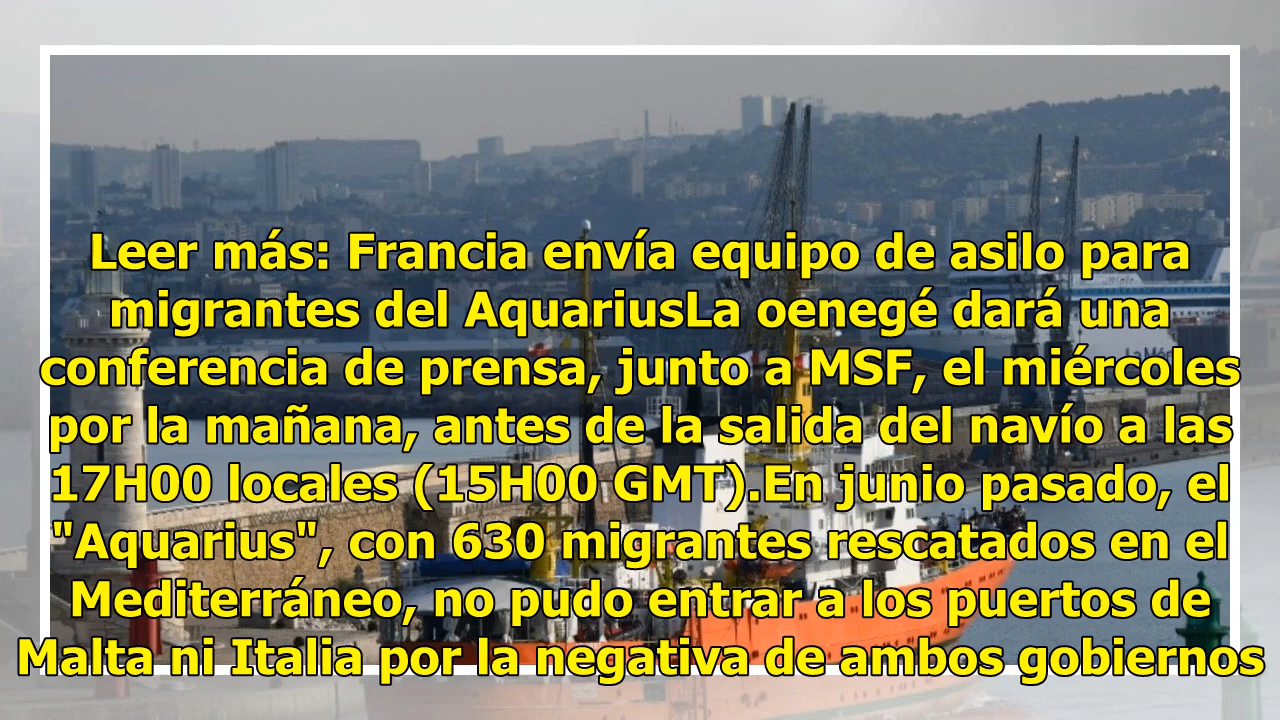 Leer más: Francia envía equipo de asilo para
migrantes del AquariusLa oenegé dará una
conferencia de prensa, junto a MSF, el miércoles
por la mañana, antes de la salida del navío a las
17H00 locales (15H00 GMT).En junio pasado, el
"Aquarius", con 630 migrantes rescatados en el
Mediterráneo, no pudo entrar a los puertos de
Malta ni Italia por la negativa de ambos gobiernos